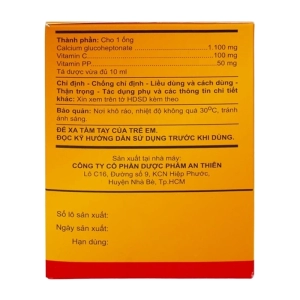 Thành phần: Cho 1 ống
Calcium glucoheptonate 1.100 mg
Vitamin C 100 mg
Vitamin PP 50 mg
Tá dược vừa đủ 10 ml
Chỉ định - Chống chỉ định - Liều dùng và cách dùng -
Thận trọng - Tác dụng phụ và các thông tin chi tiết
khác: Xin xem trên tờ HDSD kèm theo
Bảo quản: Nơi khô ráo, nhiệt độ không quá 30°C, tránh
ánh sáng.
ĐỂ XA TẦM TAY CỦA TRẺ EM.
ĐỌC KỸ HƯỚNG DẪN SỬ DỤNG TRƯỚC KHI DÙNG.
Sản xuất tại nhà máy:
CÔNG TY CỔ PHẦN DƯỢC PHẨM AN THIÊN
Lô C16, Đường số 9, KCN Hiệp Phước,
Huyện Nhà Bè, Tp.HCM
Số lô sản xuất:
Ngày sản xuất:
Hạn dùng: